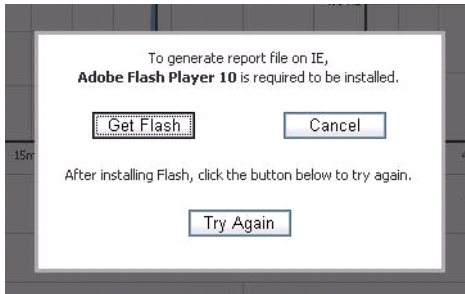 To generate report file on IE,
Adobe Flash Player 10 is required to be installed.
Get Flash
Cancel
15m
After installing Flash, click the button below to try again.
Try Again